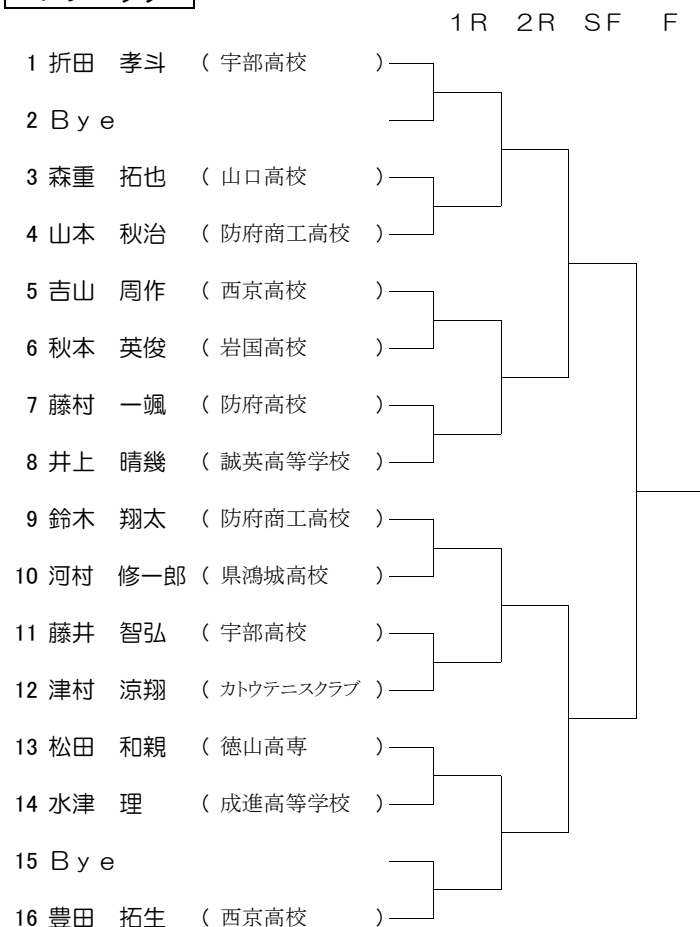 1R 2R SF F
1 折田 孝斗 ( 宇部高校 )
2 Bye
3 森重 拓也 ( 山口高校 )
4 山本 秋治 ( 防府商工高校 )
5 吉山 周作 ( 西京高校 )
6 秋本 英俊 ( 岩国高校 )
7 藤村 一颯 ( 防府高校 )
8 井上 晴幾 ( 誠英高等学校 )
9 鈴木 翔太 ( 防府商工高校 )
10 河村 修一郎 ( 県鴻城高校 )
11 藤井 智弘 ( 宇部高校 )
12 津村 涼翔 ( カトウテニスクラブ )
13 松田 和親 ( 徳山高専 )
14 水津 理 ( 成進高等学校 )
15 Bye
16 豊田 拓生 ( 西京高校 )